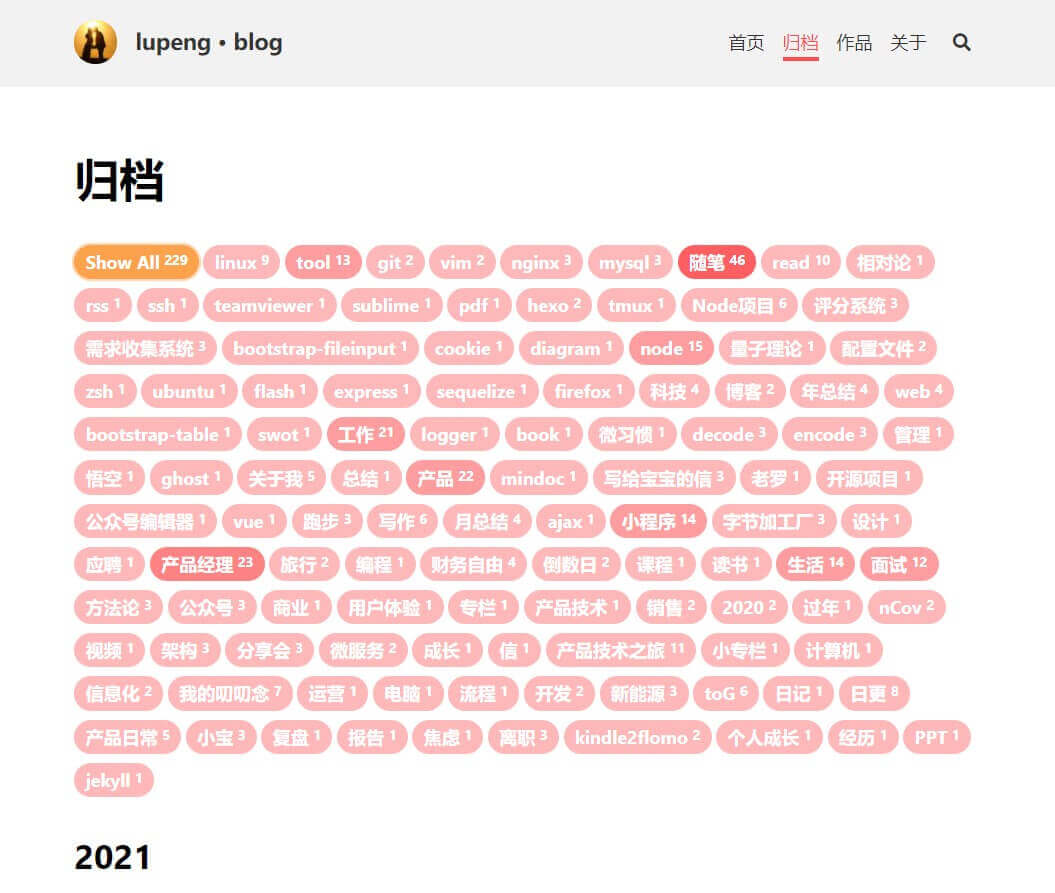 lupeng • blog 首页 归档 作品 关于
归档
Show All 229 linux 9 tool 13 git 2 vim 2 nginx 3 mysql 3 随笔 46 read 10 相对论 1
rss 1 ssh 1 teamviewer 1 sublime 1 pdf 1 hexo 2 tmux 1 Node项目 6 评分系统 3
需求收集系统 3 bootstrap-fileinput 1 cookie 1 diagram 1 node 15 量子理论 1 配置文件 2
zsh 1 ubuntu 1 flash 1 express 1 sequelize 1 firefox 1 科技 4 博客 2 年总结 4 web 4
bootstrap-table 1 swot 1 工作 21 logger 1 book 1 微习惯 1 decode 3 encode 3 管理 1
悟空 1 ghost 1 关于我 5 总结 1 产品 22 mindoc 1 写给宝宝的信 3 老罗 1 开源项目 1
公众号编辑器 1 vue 1 跑步 3 写作 6 月总结 4 ajax 1 小程序 14 字节加工厂 3 设计 1
应聘 1 产品经理 23 旅行 2 编程 1 财务自由 4 倒数日 2 课程 1 读书 1 生活 14 面试 12
方法论 3 公众号 3 商业 1 用户体验 1 专栏 1 产品技术 1 销售 2 2020 2 过年 1 nCov 2
视频 1 架构 3 分享会 3 微服务 2 成长 1 信 1 产品技术之旅 11 小专栏 1 计算机 1
信息化 2 我的叨叨念 7 运营 1 电脑 1 流程 1 开发 2 新能源 3 toG 6 日记 1 日更 8
产品日常 5 小宝 3 复盘 1 报告 1 焦虑 1 离职 3 kindle2flomo 2 个人成长 1 经历 1 PPT 1
jekyll 1
2021